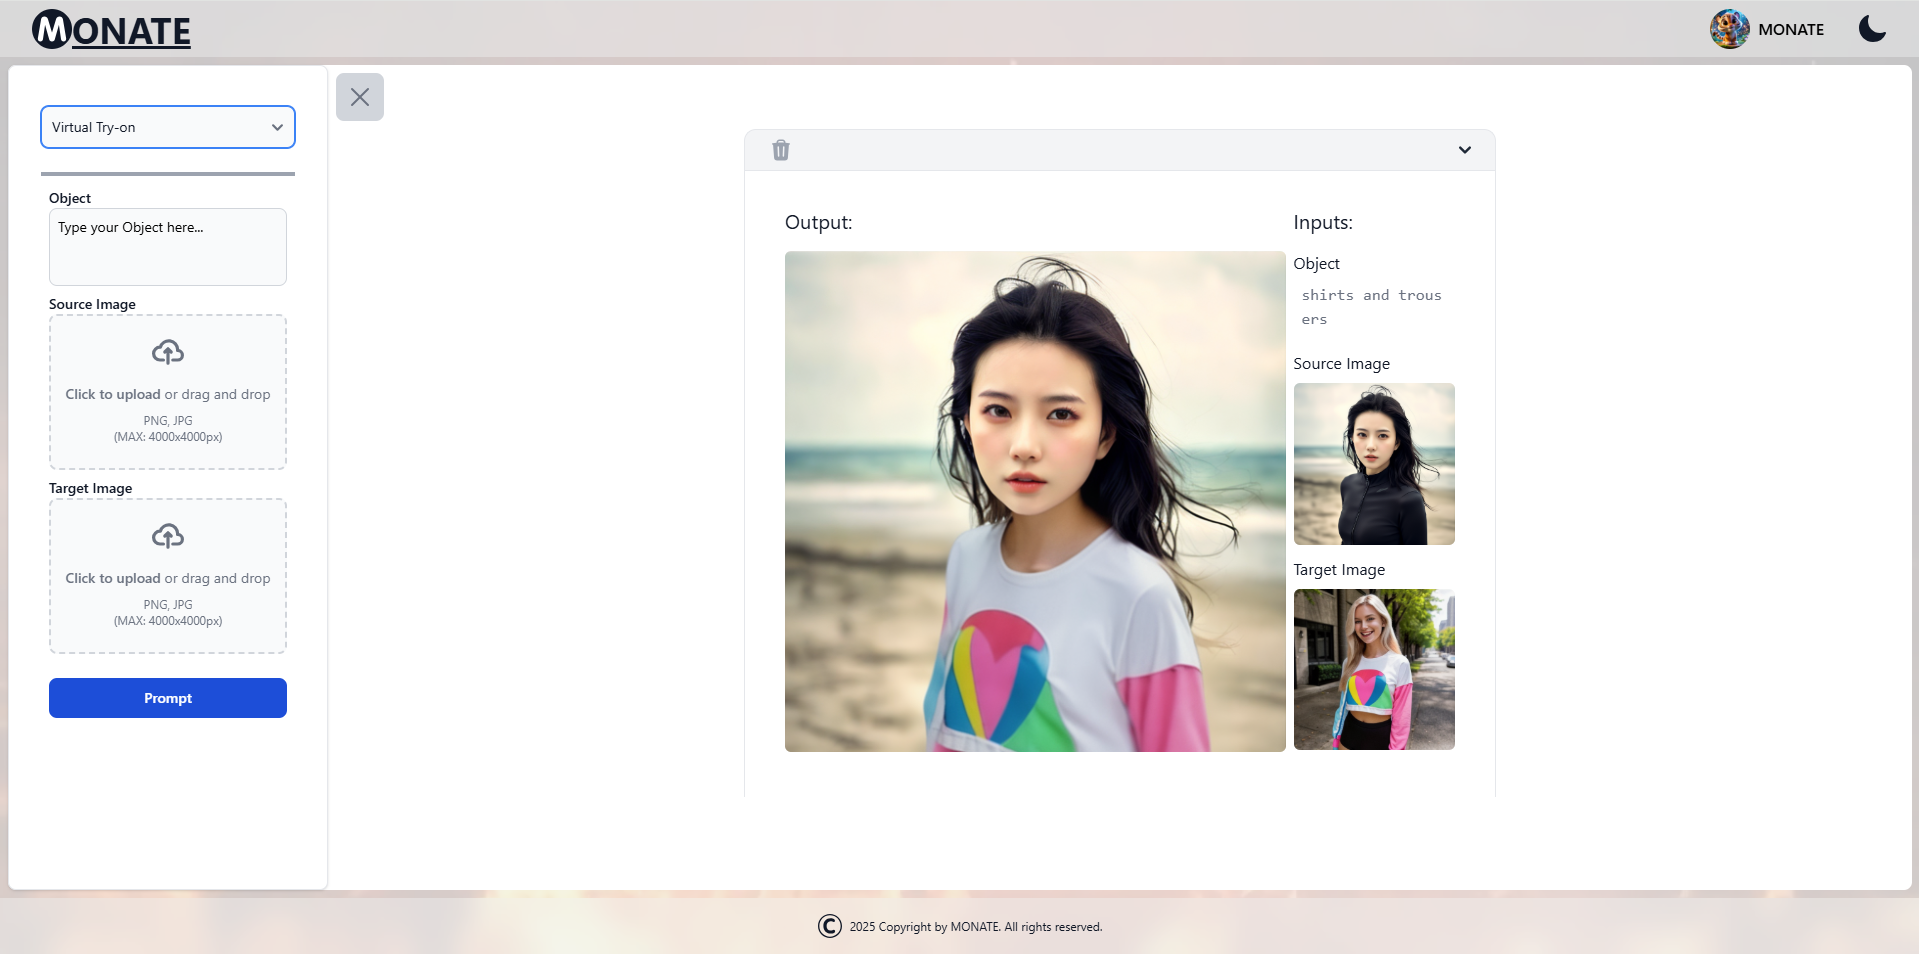 MONATE
MONATE
Virtual Try-on
Object
Type your Object here...
Source Image
Click to upload or drag and drop
PNG, JPG
(MAX: 4000x4000px)
Target Image
Click to upload or drag and drop
PNG, JPG
(MAX: 4000x4000px)
Prompt
Output:
Inputs:
Object
shirts and trous
ers
Source Image
Target Image
© 2025 Copyright by MONATE. All rights reserved.